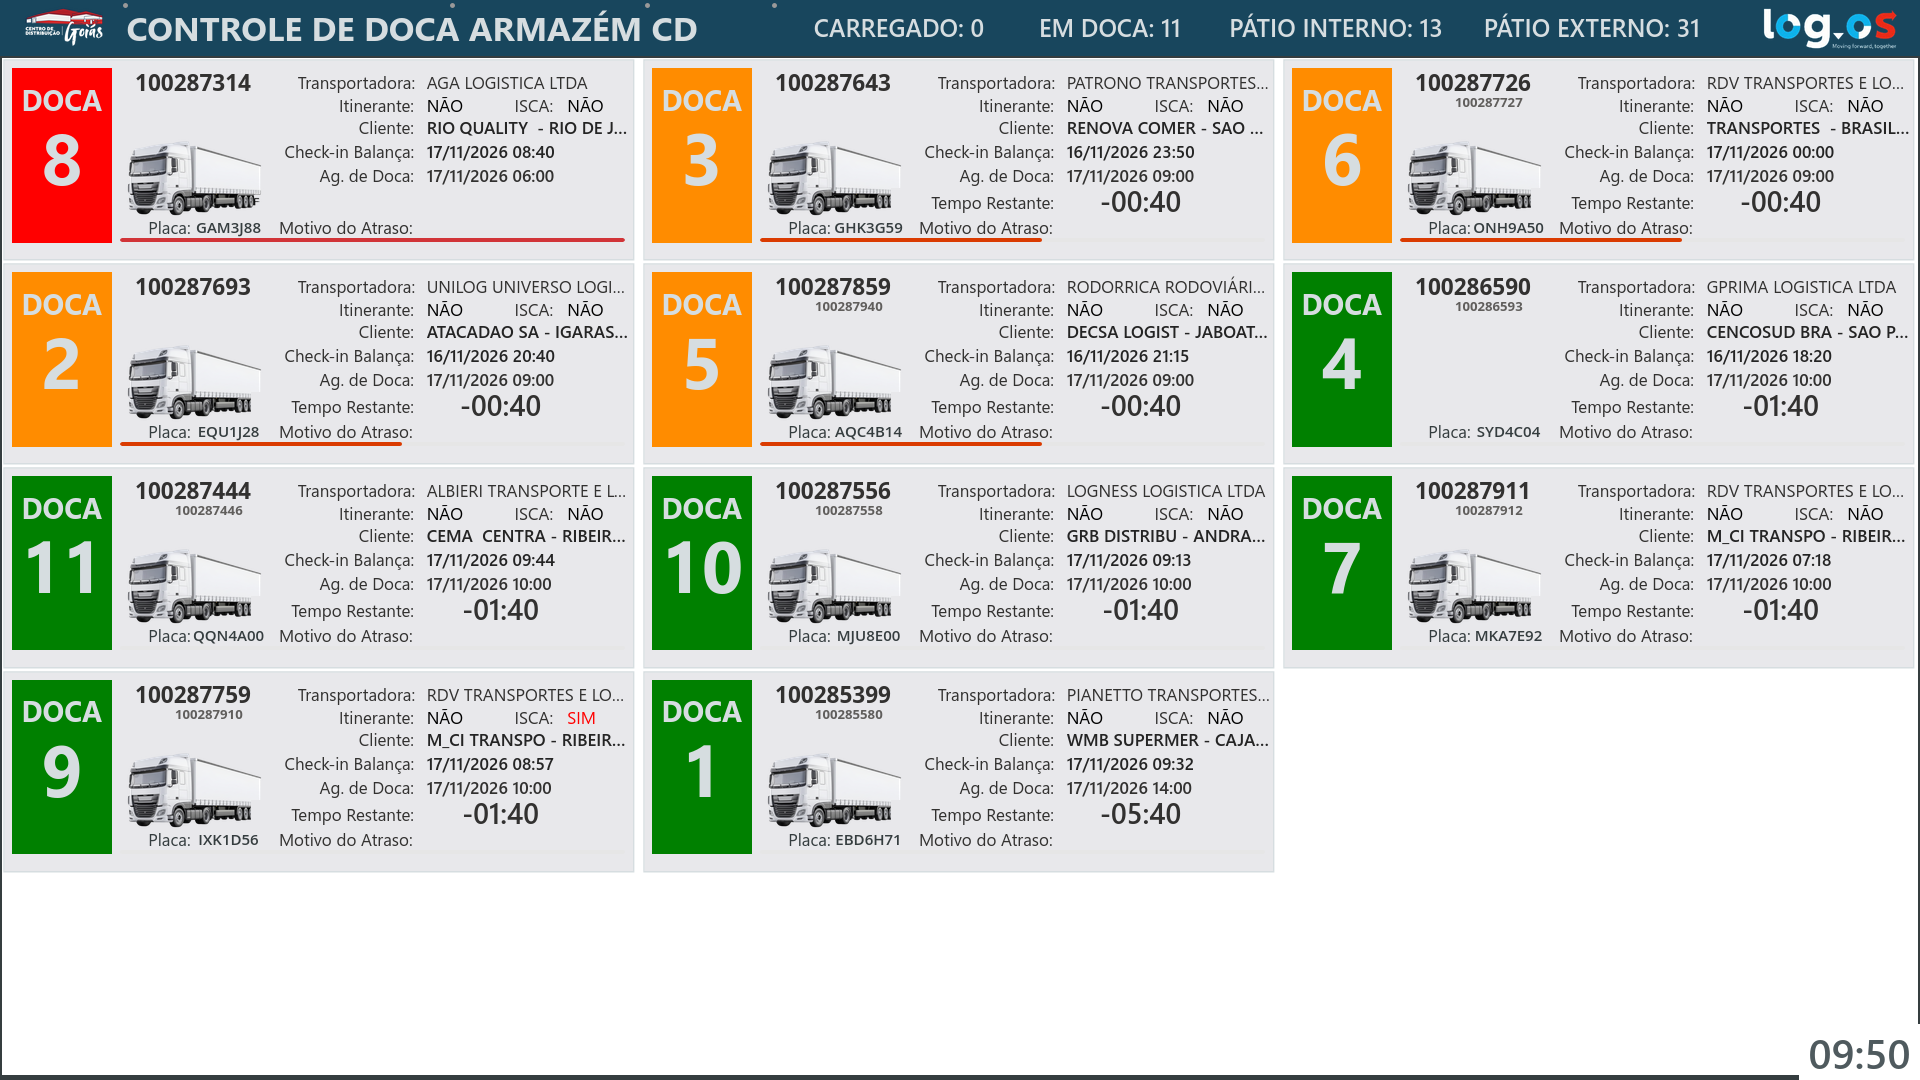 CENTRO DE DISTRIBUIÇÃO Goiás
CONTROLE DE DOCA ARMAZÉM CD
CARREGADO: 0
EM DOCA: 11
PÁTIO INTERNO: 13
PÁTIO EXTERNO: 31
log.os
Moving forward, together
DOCA
8
100287314
Transportadora: AGA LOGISTICA LTDA
Itinerante: NÃO ISCA: NÃO
Cliente: RIO QUALITY - RIO DE J...
Check-in Balança: 17/11/2026 08:40
Ag. de Doca: 17/11/2026 06:00
Placa: GAM3J88 Motivo do Atraso:
DOCA
3
100287643
Transportadora: PATRONO TRANSPORTES...
Itinerante: NÃO ISCA: NÃO
Cliente: RENOVA COMER - SAO ...
Check-in Balança: 16/11/2026 23:50
Ag. de Doca: 17/11/2026 09:00
Tempo Restante: -00:40
Placa: GHK3G59 Motivo do Atraso:
DOCA
6
100287726
100287727
Transportadora: RDV TRANSPORTES E LO...
Itinerante: NÃO ISCA: NÃO
Cliente: TRANSPORTES - BRASIL...
Check-in Balança: 17/11/2026 00:00
Ag. de Doca: 17/11/2026 09:00
Tempo Restante: -00:40
Placa: ONH9A50 Motivo do Atraso:
DOCA
2
100287693
Transportadora: UNILOG UNIVERSO LOGI...
Itinerante: NÃO ISCA: NÃO
Cliente: ATACADAO SA - IGARAS...
Check-in Balança: 16/11/2026 20:40
Ag. de Doca: 17/11/2026 09:00
Tempo Restante: -00:40
Placa: EQU1J28 Motivo do Atraso:
DOCA
5
100287859
100287940
Transportadora: RODORRICA RODOVIÁRI...
Itinerante: NÃO ISCA: NÃO
Cliente: DECSA LOGIST - JABOAT...
Check-in Balança: 16/11/2026 21:15
Ag. de Doca: 17/11/2026 09:00
Tempo Restante: -00:40
Placa: AQC4B14 Motivo do Atraso:
DOCA
4
100286590
100286593
Transportadora: GPRIMA LOGISTICA LTDA
Itinerante: NÃO ISCA: NÃO
Cliente: CENCOSUD BRA - SAO P...
Check-in Balança: 16/11/2026 18:20
Ag. de Doca: 17/11/2026 10:00
Tempo Restante: -01:40
Placa: SYD4C04 Motivo do Atraso:
DOCA
11
100287444
100287446
Transportadora: ALBIERI TRANSPORTE E L...
Itinerante: NÃO ISCA: NÃO
Cliente: CEMA CENTRA - RIBEIR...
Check-in Balança: 17/11/2026 09:44
Ag. de Doca: 17/11/2026 10:00
Tempo Restante: -01:40
Placa: QQN4A00 Motivo do Atraso:
DOCA
10
100287556
100287558
Transportadora: LOGNESS LOGISTICA LTDA
Itinerante: NÃO ISCA: NÃO
Cliente: GRB DISTRIBU - ANDRA...
Check-in Balança: 17/11/2026 09:13
Ag. de Doca: 17/11/2026 10:00
Tempo Restante: -01:40
Placa: MJU8E00 Motivo do Atraso:
DOCA
7
100287911
100287912
Transportadora: RDV TRANSPORTES E LO...
Itinerante: NÃO ISCA: NÃO
Cliente: M_CI TRANSPO - RIBEIR...
Check-in Balança: 17/11/2026 07:18
Ag. de Doca: 17/11/2026 10:00
Tempo Restante: -01:40
Placa: MKA7E92 Motivo do Atraso:
DOCA
9
100287759
100287910
Transportadora: RDV TRANSPORTES E LO...
Itinerante: NÃO ISCA: SIM
Cliente: M_CI TRANSPO - RIBEIR...
Check-in Balança: 17/11/2026 08:57
Ag. de Doca: 17/11/2026 10:00
Tempo Restante: -01:40
Placa: IXK1D56 Motivo do Atraso:
DOCA
1
100285399
100285580
Transportadora: PIANETTO TRANSPORTES...
Itinerante: NÃO ISCA: NÃO
Cliente: WMB SUPERMER - CAJA...
Check-in Balança: 17/11/2026 09:32
Ag. de Doca: 17/11/2026 14:00
Tempo Restante: -05:40
Placa: EBD6H71 Motivo do Atraso:
09:50